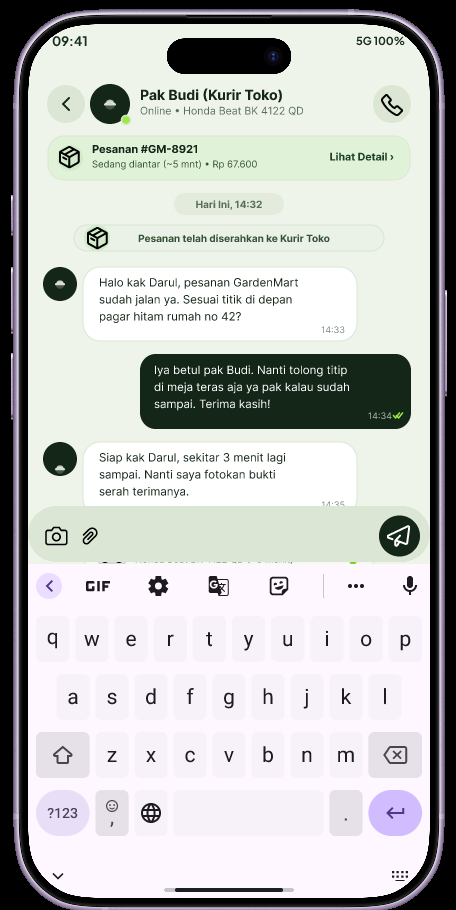 09:41
5G 100%
Pak Budi (Kurir Toko)
Online • Honda Beat BK 4122 QD
Pesanan #GM-8921
Sedang diantar (~5 mnt) • Rp 67.600
Lihat Detail ›
Hari Ini, 14:32
Pesanan telah diserahkan ke Kurir Toko
Halo kak Darul, pesanan GardenMart
sudah jalan ya. Sesuai titik di depan
pagar hitam rumah no 42?
14:33
Iya betul pak Budi. Nanti tolong titip
di meja teras aja ya pak kalau sudah
sampai. Terima kasih!
14:34
Siap kak Darul, sekitar 3 menit lagi
sampai. Nanti saya fotokan bukti
serah terimanya.
14:35
GIF
q w e r t y u i o p
a s d f g h j k l
z x c v b n m
?123 , .